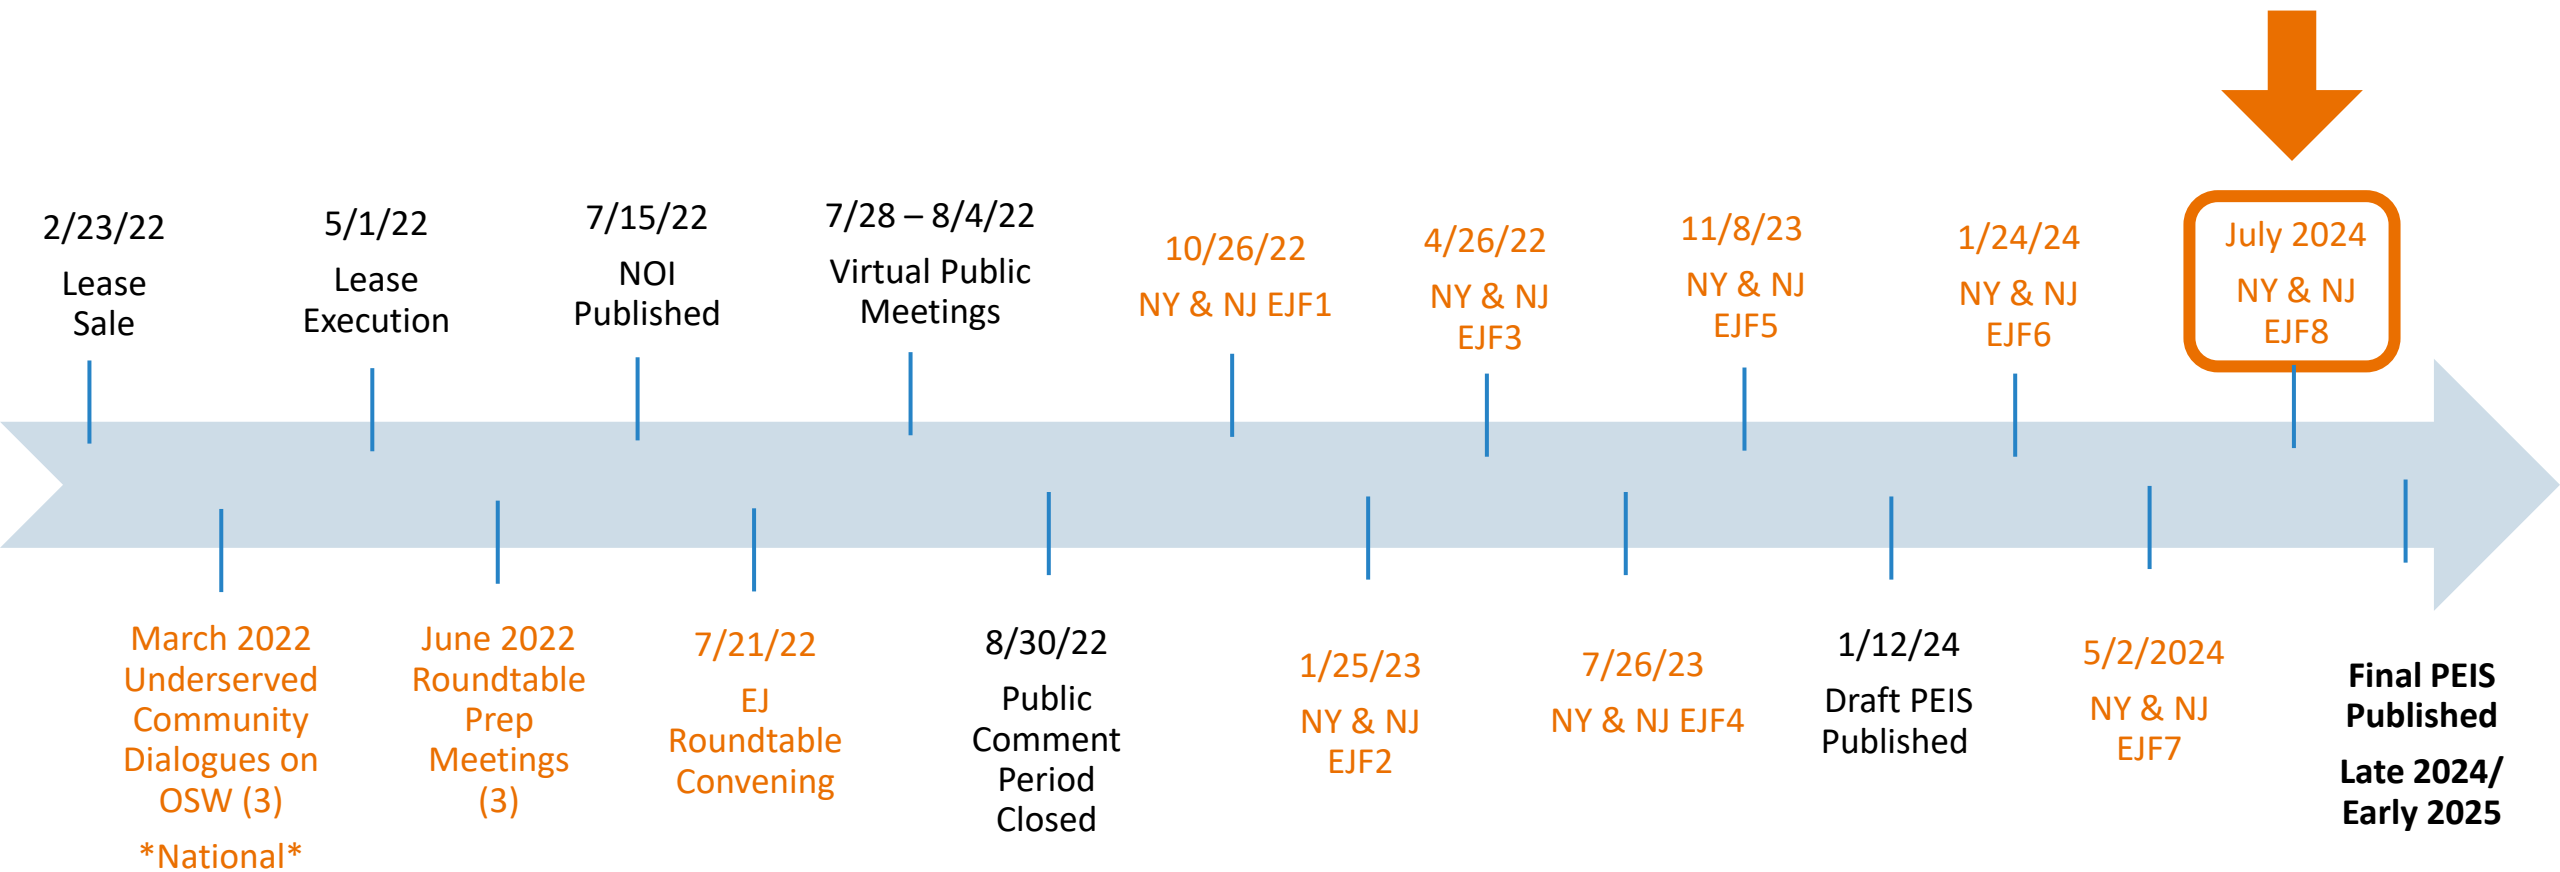 2/23/22
Lease
Sale
5/1/22
Lease
Execution
7/15/22
NOI
Published
7/28 – 8/4/22
Virtual Public
Meetings
10/26/22
NY & NJ EJF1
4/26/22
NY & NJ
EJF3
11/8/23
NY & NJ
EJF5
1/24/24
NY & NJ
EJF6
July 2024
NY & NJ
EJF8
March 2022
Underserved
Community
Dialogues on
OSW (3)
*National*
June 2022
Roundtable
Prep
Meetings
(3)
7/21/22
EJ
Roundtable
Convening
8/30/22
Public
Comment
Period
Closed
1/25/23
NY & NJ
EJF2
7/26/23
NY & NJ EJF4
1/12/24
Draft PEIS
Published
5/2/2024
NY & NJ
EJF7
Final PEIS
Published
Late 2024/
Early 2025